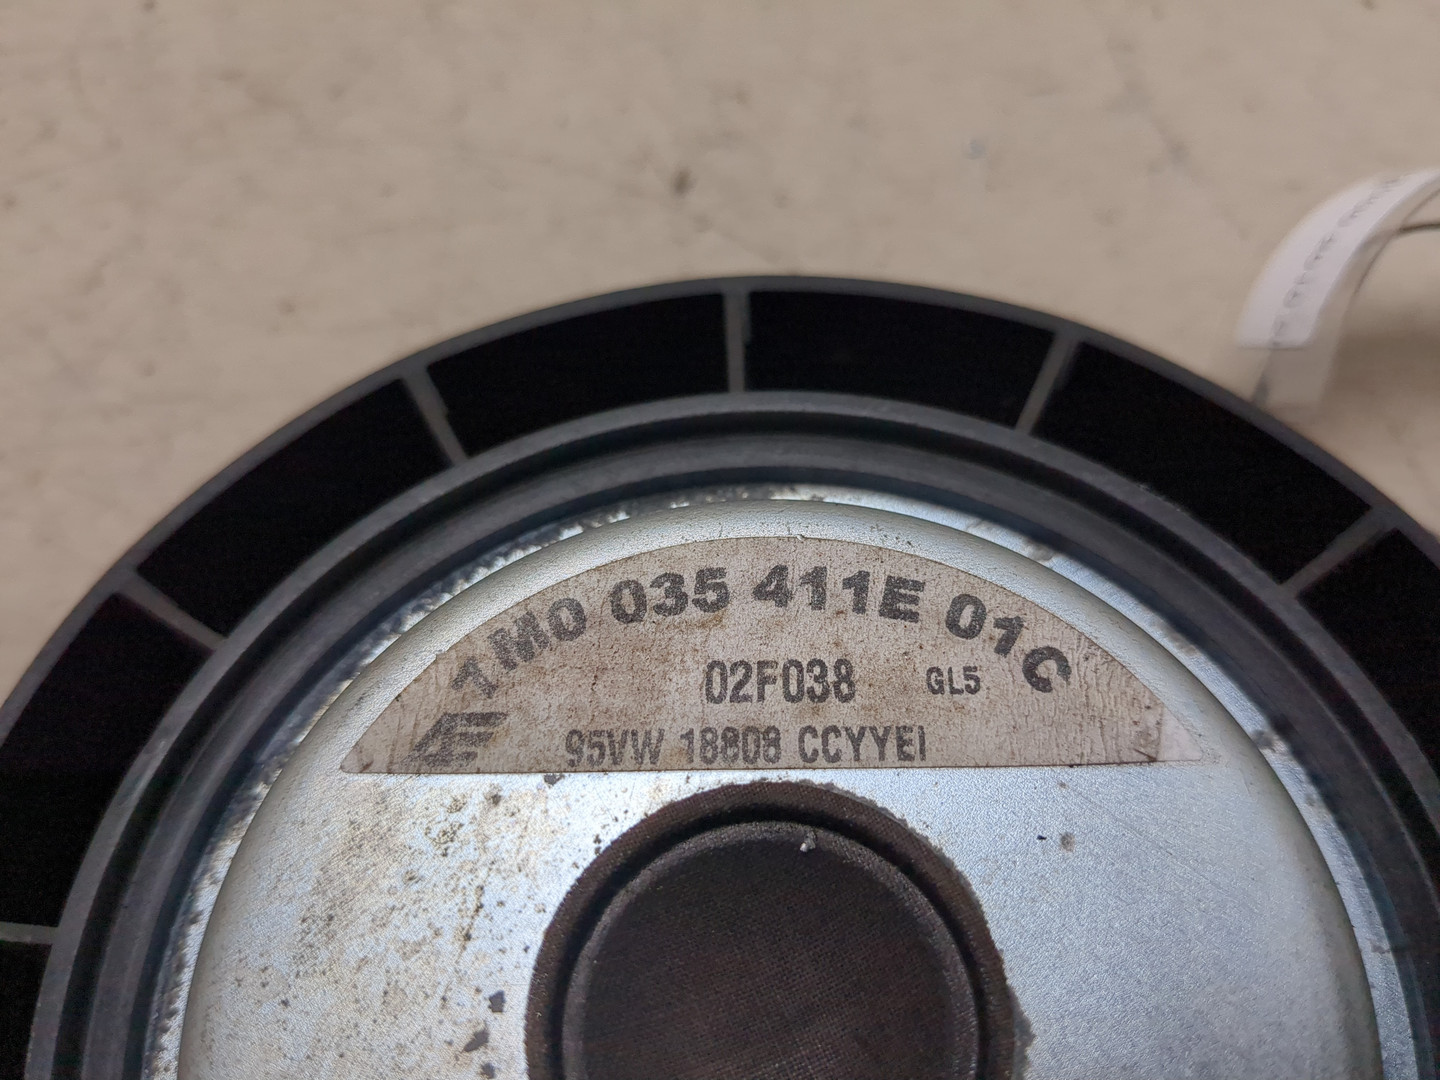 1M0 035 411E 01C
02F038 GL5
95VW 18808 CCYYEI